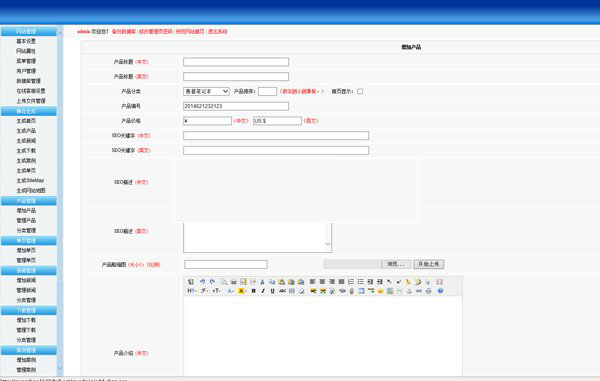 网站管理
基本设置
网站属性
菜单管理
用户管理
数据库管理
在线客服设置
上传文件管理
静态生成
生成首页
生成产品
生成新闻
生成下载
生成案例
生成单页
生成SiteMap
生成网站地图
产品管理
增加产品
管理产品
分类管理
单页管理
增加单页
管理单页
新闻管理
增加新闻
管理新闻
分类管理
下载管理
增加下载
管理下载
分类管理
案例管理
增加案例
管理案例
admin 欢迎您！ 备份数据库 | 修改管理员密码 | 预览网站首页 | 退出系统
增加产品
产品标题 (中文)
产品标题 (英文)
产品分类
惠普笔记本
产品排序：
(数字越小越靠前。)
首页显示：
产品编号
2014621232123
产品价格
¥
(中文)
US $
(英文)
SEO关键字 (中文)
SEO关键字 (英文)
SEO描述 (中文)
SEO描述 (英文)
产品缩略图 (大小1：1比例)
浏览...
开始上传
产品介绍 (中文)